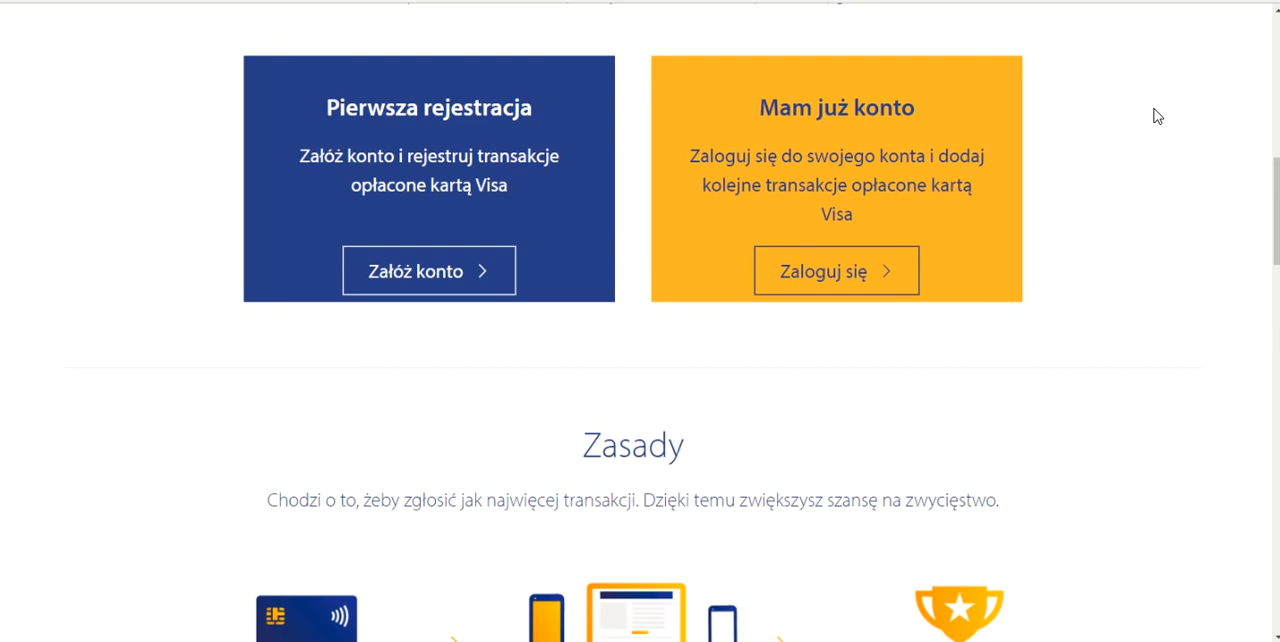 Pierwsza rejestracja
Załóż konto i rejestruj transakcje
opłacone kartą Visa
Załóż konto
Mam już konto
Zaloguj się do swojego konta i dodaj
kolejne transakcje opłacone kartą
Visa
Zaloguj się
Zasady
Chodzi o to, żeby zgłosić jak najwięcej transakcji. Dzięki temu zwiększysz szansę na zwycięstwo.